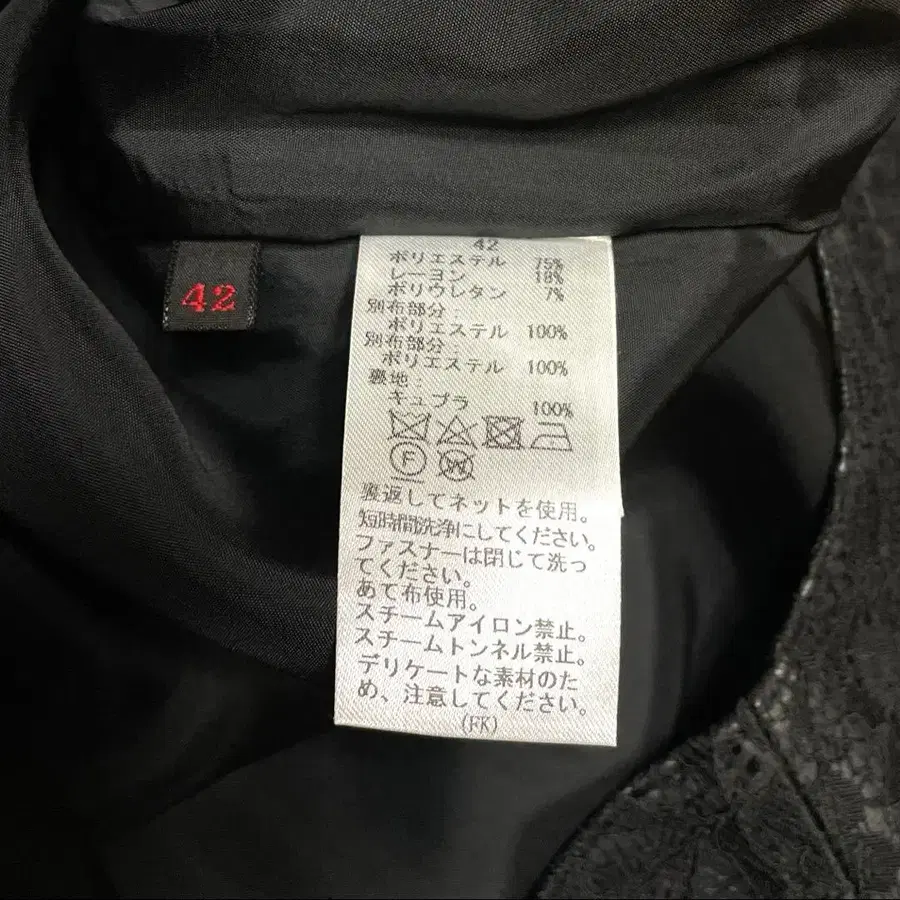 42
42
ポリエステル 75%
レーヨン 18%
ポリウレタン 7%
別布部分:
ポリエステル 100%
別布部分:
ポリエステル 100%
裏地:
キュプラ 100%
F W
裏返してネットを使用。
短時間洗浄にしてください。
ファスナーは閉じて洗っ
てください。
あて布使用。
スチームアイロン禁止。
スチームトンネル禁止。
デリケートな素材のた
め、注意してください。
(FK)